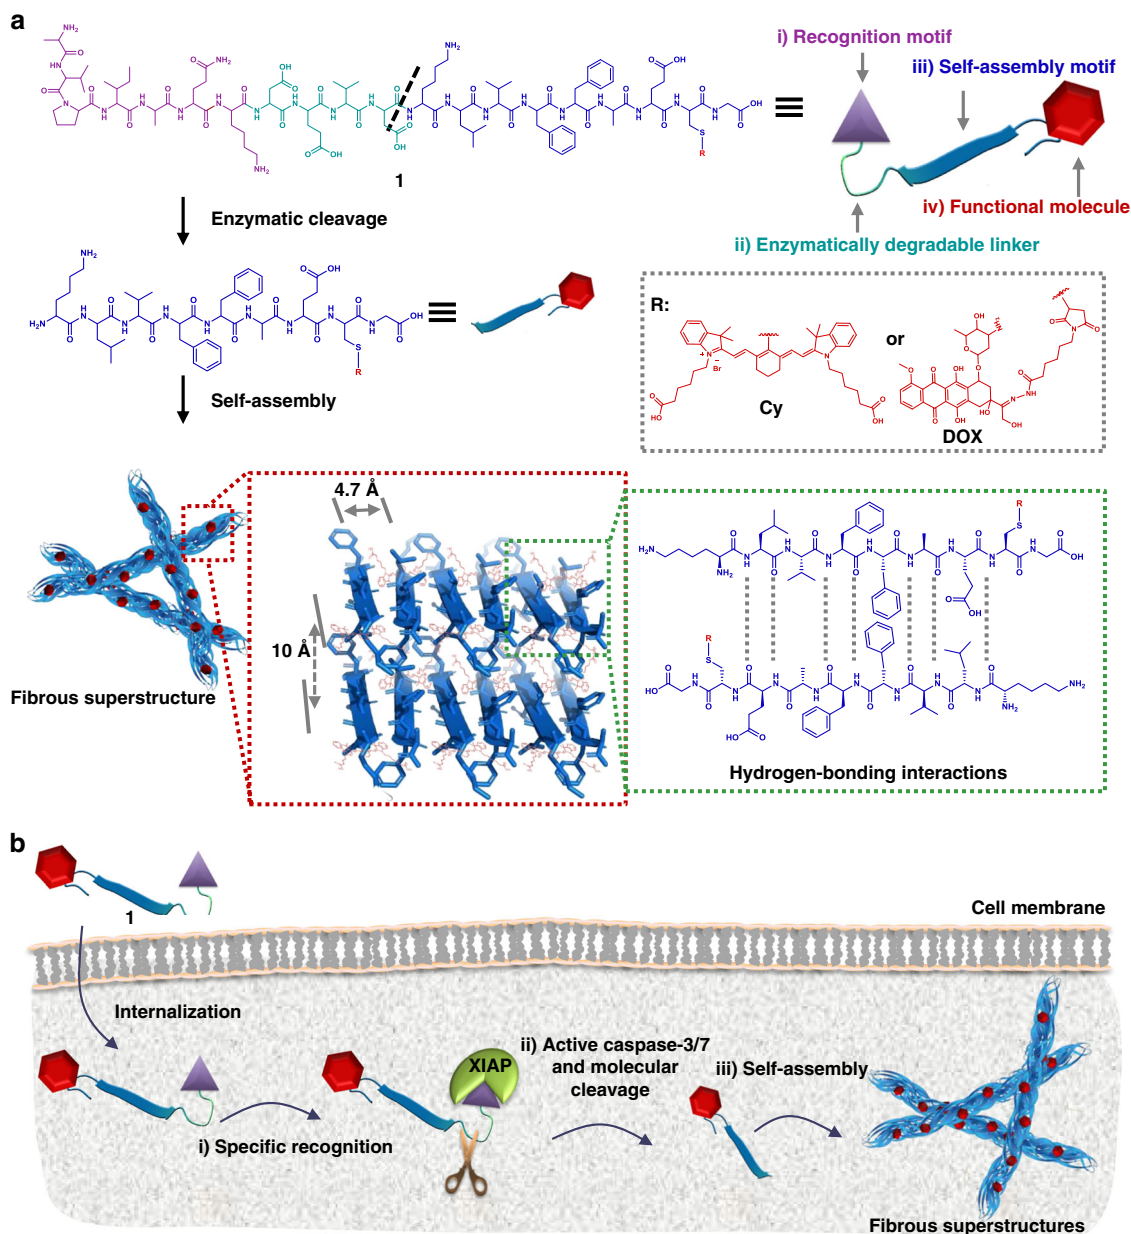 a
i) Recognition motif
iii) Self-assembly motif
1
iv) Functional molecule
ii) Enzymatically degradable linker
Enzymatic cleavage
R:
or
Cy
DOX
Self-assembly
4.7 Å
10 Å
Fibrous superstructure
Hydrogen-bonding interactions
b
1
Cell membrane
Internalization
XIAP
ii) Active caspase-3/7
and molecular
cleavage
iii) Self-assembly
i) Specific recognition
Fibrous superstructures